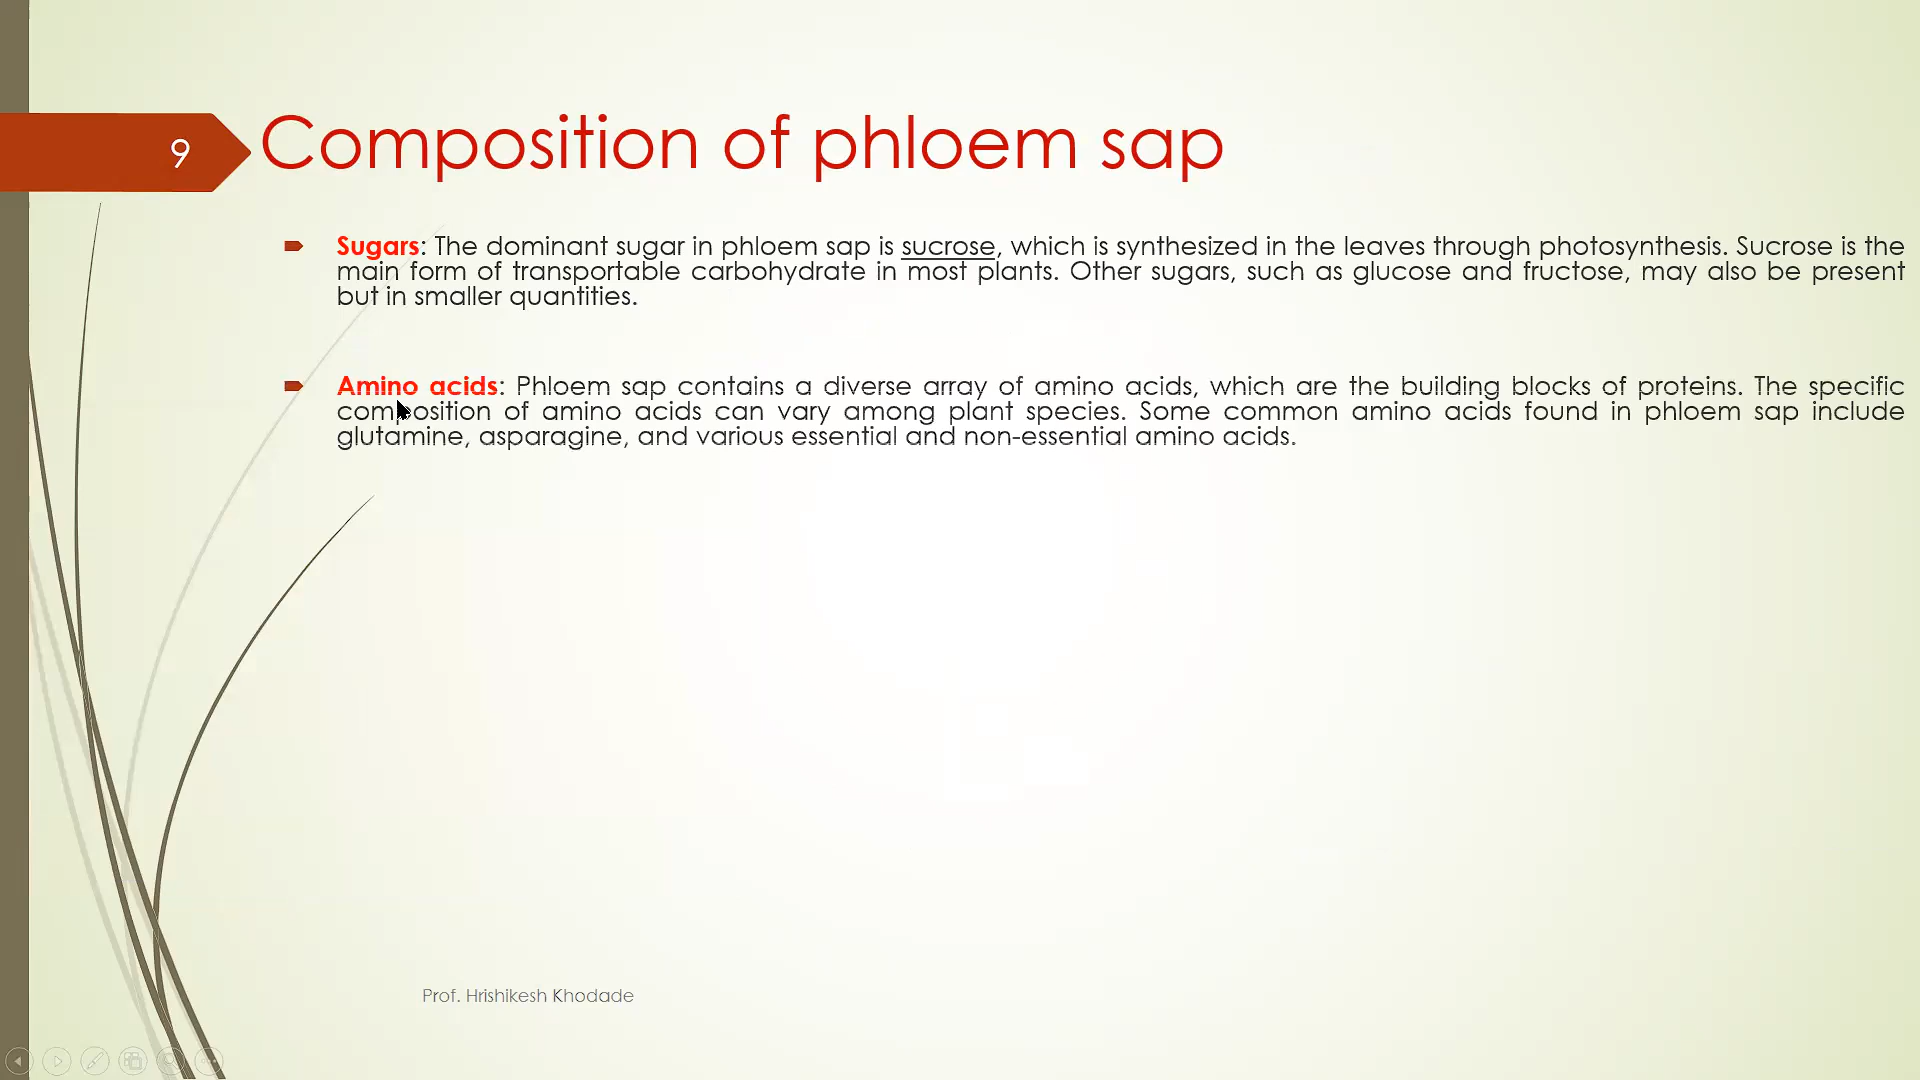 9
Composition of phloem sap
Sugars: The dominant sugar in phloem sap is sucrose, which is synthesized in the leaves through photosynthesis. Sucrose is the
main form of transportable carbohydrate in most plants. Other sugars, such as glucose and fructose, may also be present
but in smaller quantities.
Amino acids: Phloem sap contains a diverse array of amino acids, which are the building blocks of proteins. The specific
composition of amino acids can vary among plant species. Some common amino acids found in phloem sap include
glutamine, asparagine, and various essential and non-essential amino acids.
Prof. Hrishikesh Khodade